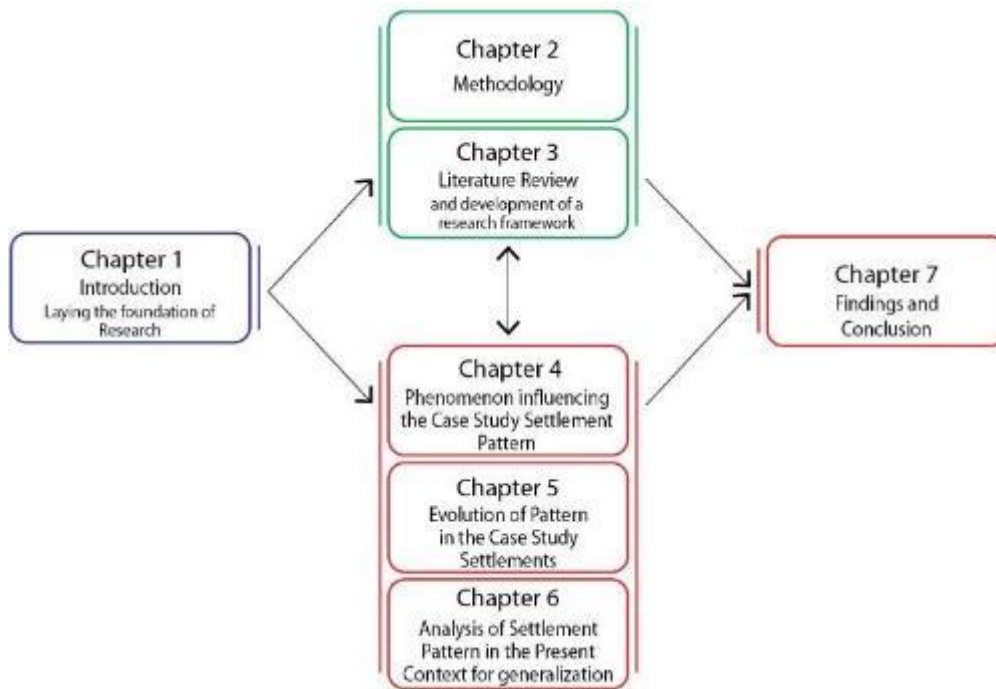 Chapter 2
Methodology
Chapter 3
Literature Review
and development of a
research framework
Chapter 1
Introduction
Laying the foundation of
Research
Chapter 7
Findings and
Conclusion
Chapter 4
Phenomenon influencing
the Case Study Settlement
Pattern
Chapter 5
Evolution of Pattern
in the Case Study
Settlements
Chapter 6
Analysis of Settlement
Pattern in the Present
Context for generalization